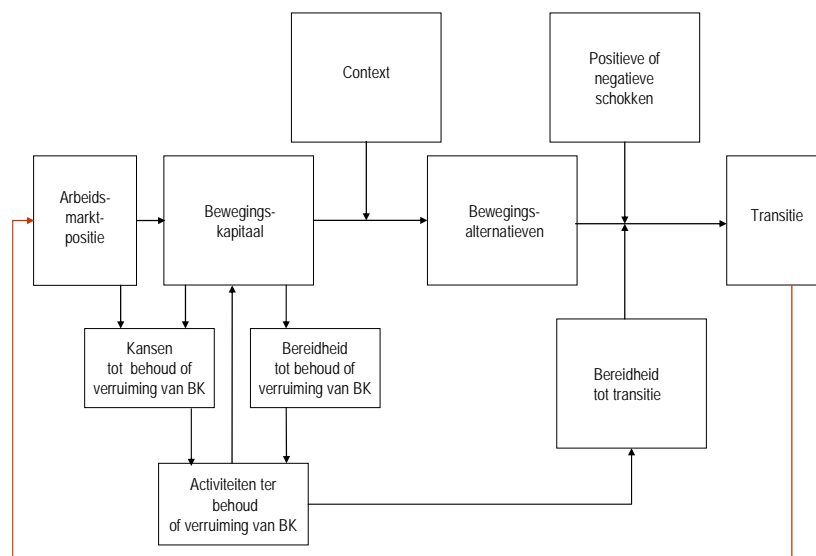 Context
Positieve of
negatieve
schokken
Arbeids-
markt-
positie
Bewegings-
kapitaal
Bewegings-
alternatieven
Transitie
Kansen
tot behoud of
verruiming van BK
Bereidheid
tot behoud of
verruiming van BK
Bereidheid
tot transitie
Activiteiten ter
behoud
of verruiming van BK